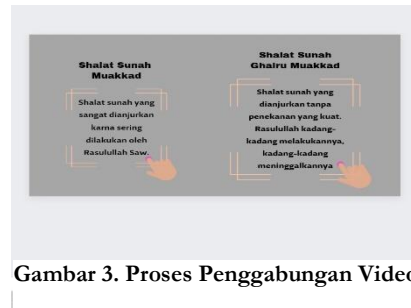 Shalat Sunah
Muakkad
Shalat sunah yang
sangat dianjurkan
karna sering
dilakukan oleh
Rasulullah Saw.
Shalat Sunah
Ghairu Muakkad
Shalat sunah yang
dianjurkan tanpa
penekanan yang kuat.
Rasulullah kadang-
kadang melakukannya,
kadang-kadang
meninggalkannya
Gambar 3. Proses Penggabungan Video